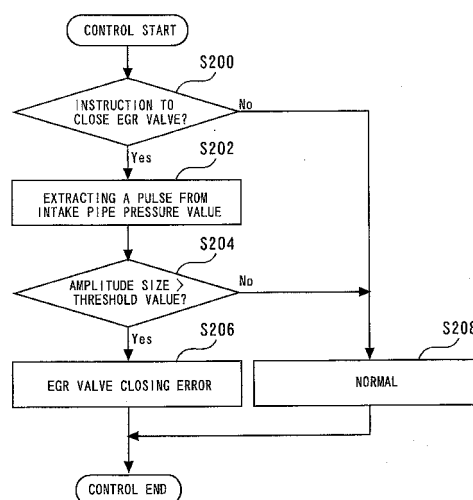 CONTROL START
S200
INSTRUCTION TO
CLOSE EGR VALVE?
No
Yes
S202
EXTRACTING A PULSE FROM
INTAKE PIPE PRESSURE VALUE
S204
AMPLITUDE SIZE >
THRESHOLD VALUE?
No
Yes
S206
EGR VALVE CLOSING ERROR
S208
NORMAL
CONTROL END